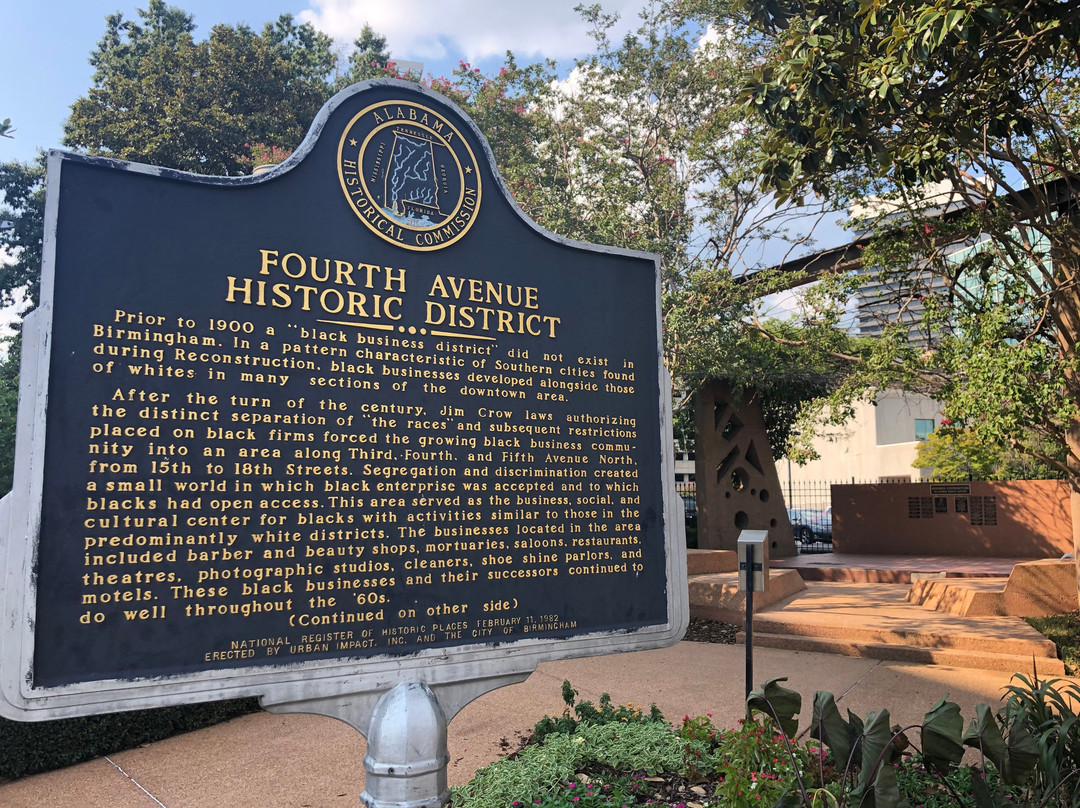 ALABAMA
HISTORICAL COMMISSION
TENNESSEE
MISSISSIPPI
GEORGIA
FLORIDA
FOURTH AVENUE
HISTORIC DISTRICT
Prior to 1900 a "black business district" did not exist in
Birmingham. In a pattern characteristic of Southern cities found
during Reconstruction, black businesses developed alongside those
of whites in many sections of the downtown area.
After the turn of the century, Jim Crow laws authorizing
the distinct separation of "the races" and subsequent restrictions
placed on black firms forced the growing black business commu-
nity into an area along Third, Fourth, and Fifth Avenue North,
from 15th to 18th Streets. Segregation and discrimination created
a small world in which black enterprise was accepted and to which
blacks had open access. This area served as the business, social, and
cultural center for blacks with activities similar to those in the
predominantly white districts. The businesses located in the area
included barber and beauty shops, mortuaries, saloons, restaurants,
theatres, photographic studios, cleaners, shoe shine parlors, and
motels. These black businesses and their successors continued to
do well throughout the '60s.
(Continued on other side)
NATIONAL REGISTER OF HISTORIC PLACES FEBRUARY 11, 1982
ERECTED BY URBAN IMPACT, INC. AND THE CITY OF BIRMINGHAM